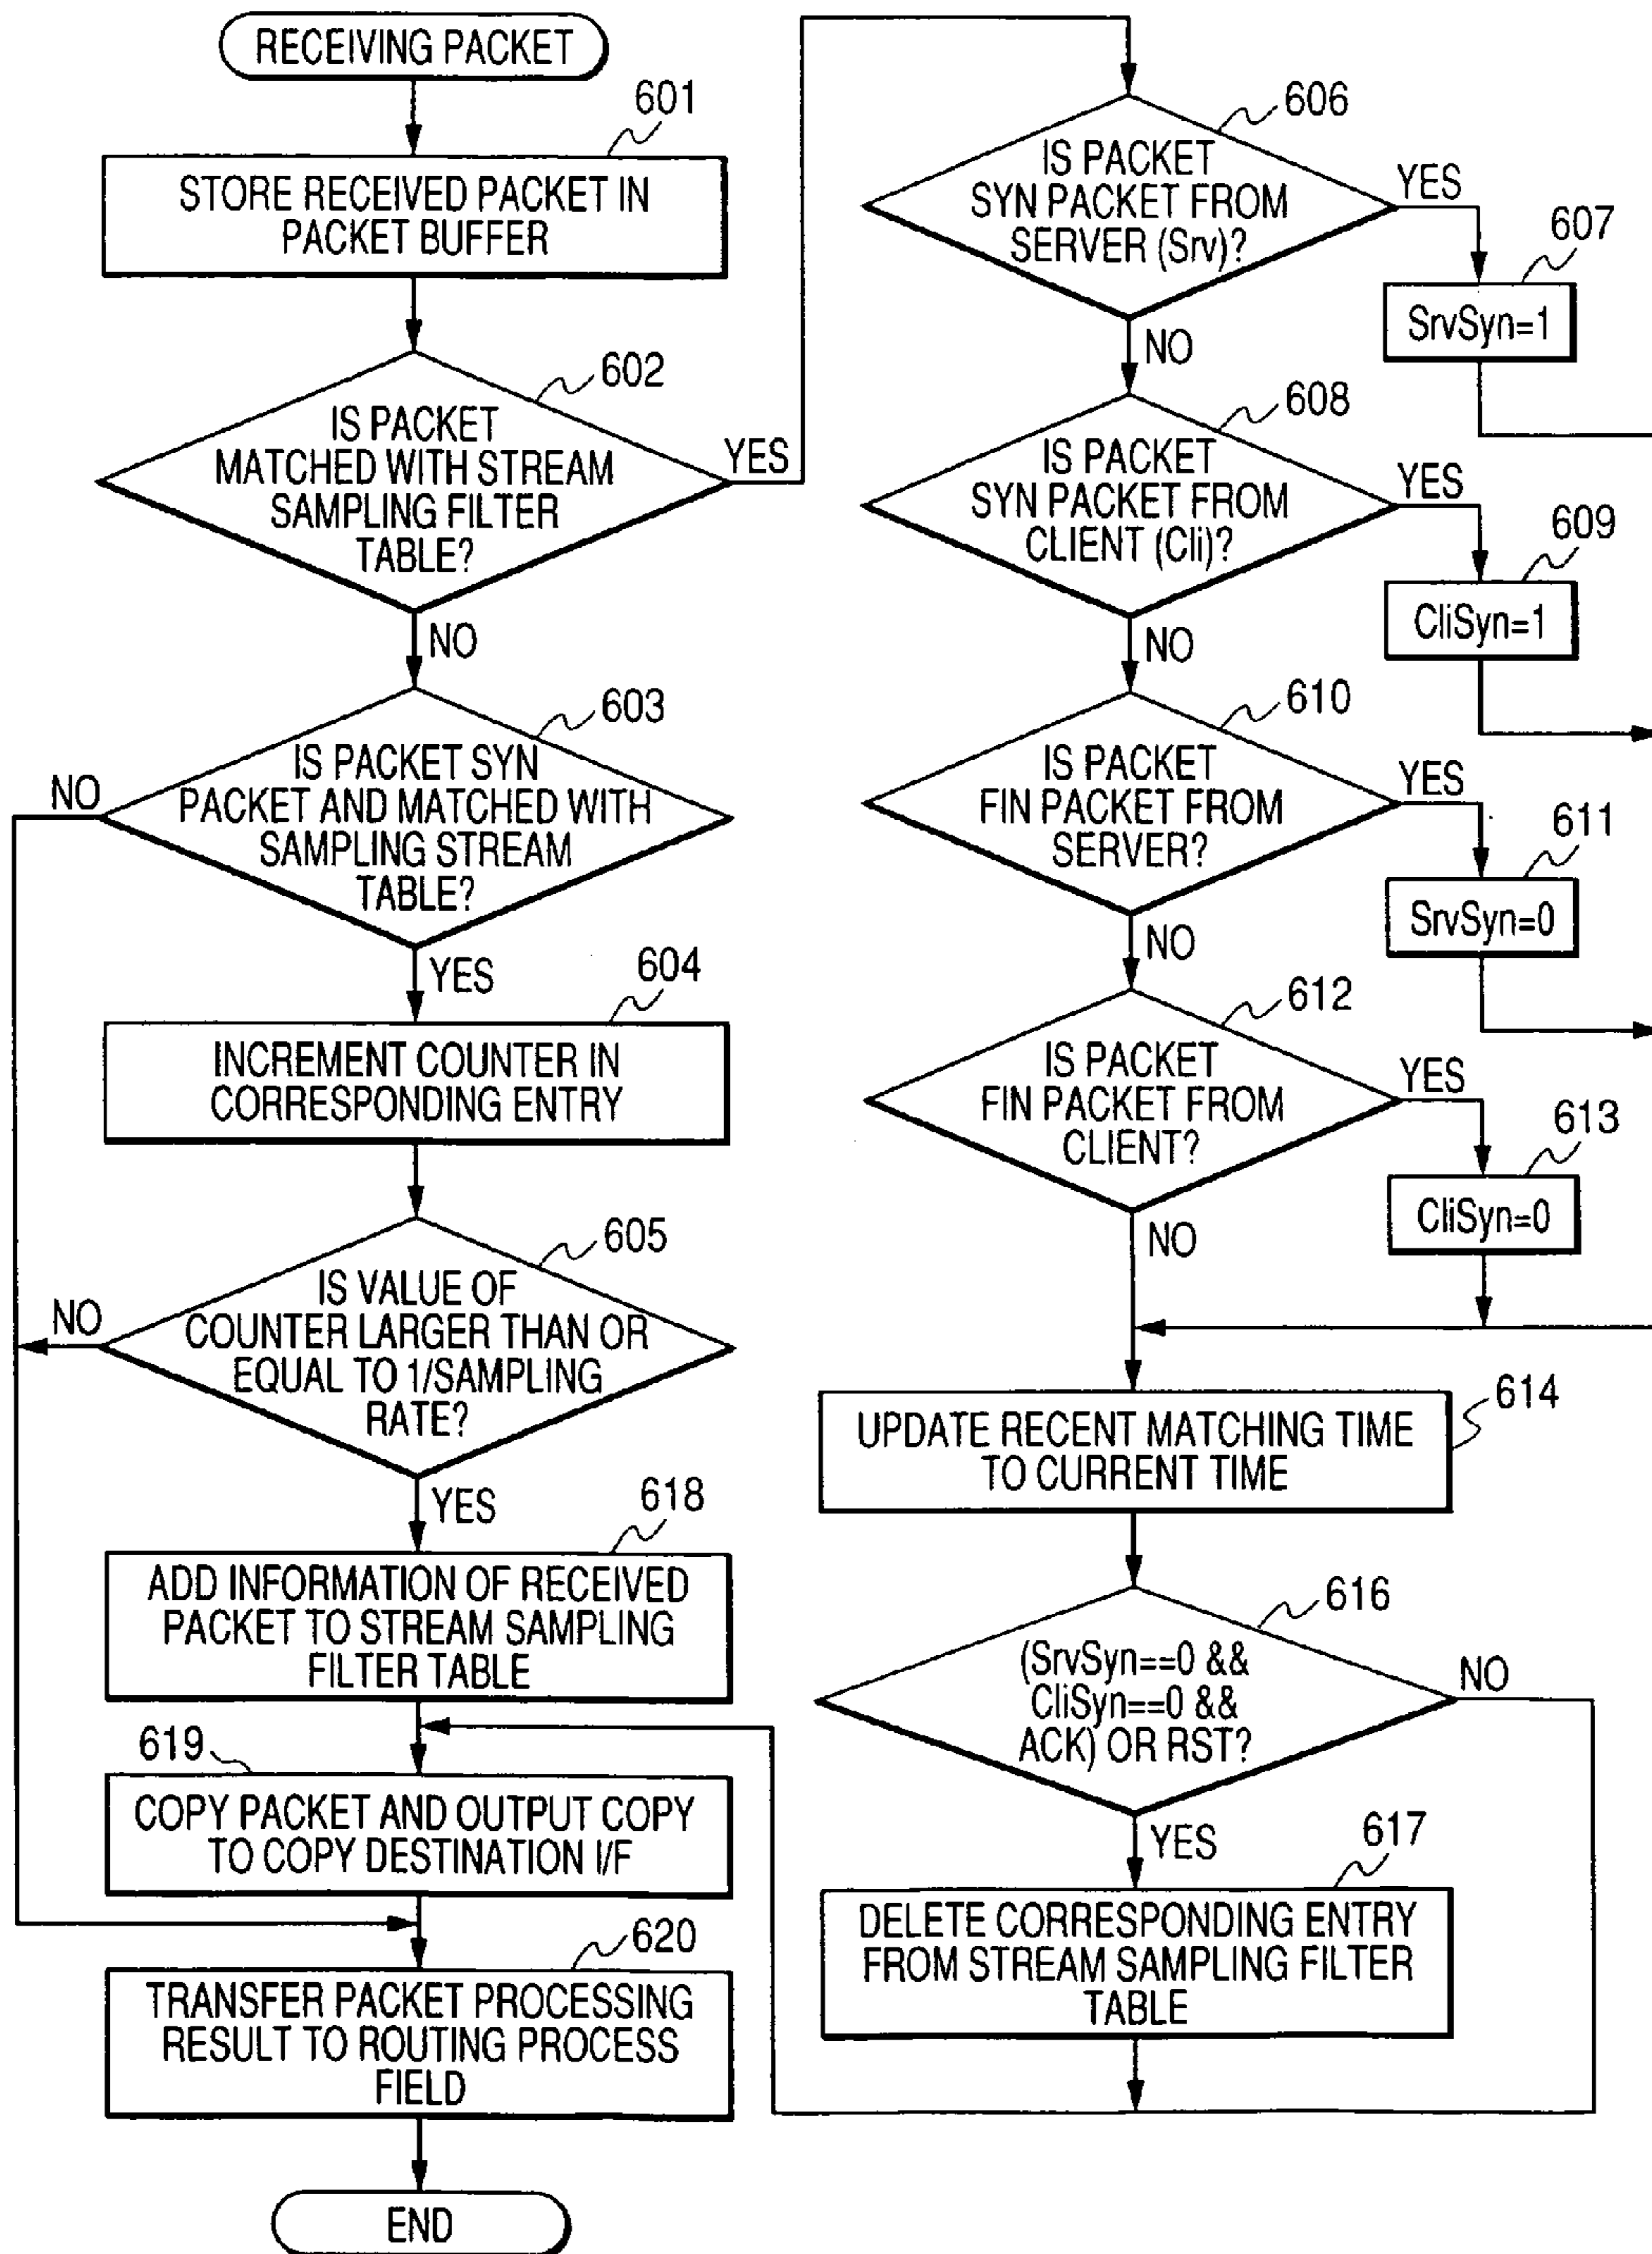 RECEIVING PACKET
601
STORE RECEIVED PACKET IN
PACKET BUFFER
602
IS PACKET
MATCHED WITH STREAM
SAMPLING FILTER
TABLE?
YES
NO
603
IS PACKET SYN
PACKET AND MATCHED WITH
SAMPLING STREAM
TABLE?
NO
YES
604
INCREMENT COUNTER IN
CORRESPONDING ENTRY
605
IS VALUE OF
COUNTER LARGER THAN OR
EQUAL TO 1/SAMPLING
RATE?
NO
YES
618
ADD INFORMATION OF RECEIVED
PACKET TO STREAM SAMPLING
FILTER TABLE
619
COPY PACKET AND OUTPUT COPY
TO COPY DESTINATION I/F
620
TRANSFER PACKET PROCESSING
RESULT TO ROUTING PROCESS
FIELD
END
606
IS PACKET
SYN PACKET FROM
SERVER (Srv)?
YES
607
SrvSyn=1
NO
608
IS PACKET
SYN PACKET FROM
CLIENT (Cli)?
YES
609
CliSyn=1
NO
610
IS PACKET
FIN PACKET FROM
SERVER?
YES
611
SrvSyn=0
NO
612
IS PACKET
FIN PACKET FROM
CLIENT?
YES
613
CliSyn=0
NO
614
UPDATE RECENT MATCHING TIME
TO CURRENT TIME
616
(SrvSyn==0 &&
CliSyn==0 &&
ACK) OR RST?
NO
YES
617
DELETE CORRESPONDING ENTRY
FROM STREAM SAMPLING FILTER
TABLE